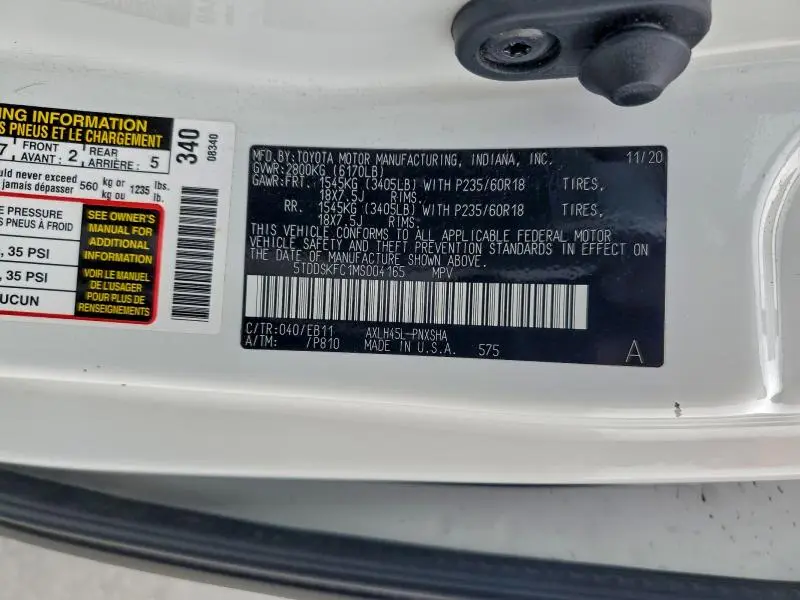 ING INFORMATION
S PNEUS ET LE CHARGEMENT
7 FRONT AVANT : 2 REAR ARRIÈRE : 5
uld never exceed
jamais dépasser 560 kg or kg ou 1235 lbs. lb.
E PRESSURE
S PNEUS À FROID
, 35 PSI
, 35 PSI
UCUN
SEE OWNER'S
MANUAL FOR
ADDITIONAL
INFORMATION
VOIR LE MANUEL
DE L'USAGER
POUR PLUS DE
RENSEIGNEMENTS
340
08340
MFD.BY:TOYOTA MOTOR MANUFACTURING, INDIANA, INC. 11/20
GVWR:2800KG (6170LB)
GAWR:FRT. 1545KG (3405LB) WITH P235/60R18 TIRES,
18X7.5J RIMS.
RR. 1545KG (3405LB) WITH P235/60R18 TIRES,
18X7.5J RIMS.
THIS VEHICLE CONFORMS TO ALL APPLICABLE FEDERAL MOTOR
VEHICLE SAFETY AND THEFT PREVENTION STANDARDS IN EFFECT ON
THE DATE OF MANUFACTURE SHOWN ABOVE.
5TDDSKFC1MS004165 MPV
C/TR:040/EB11 AXLH45L-PNXSHA
A/TM: /P810 MADE IN U.S.A. 575
A